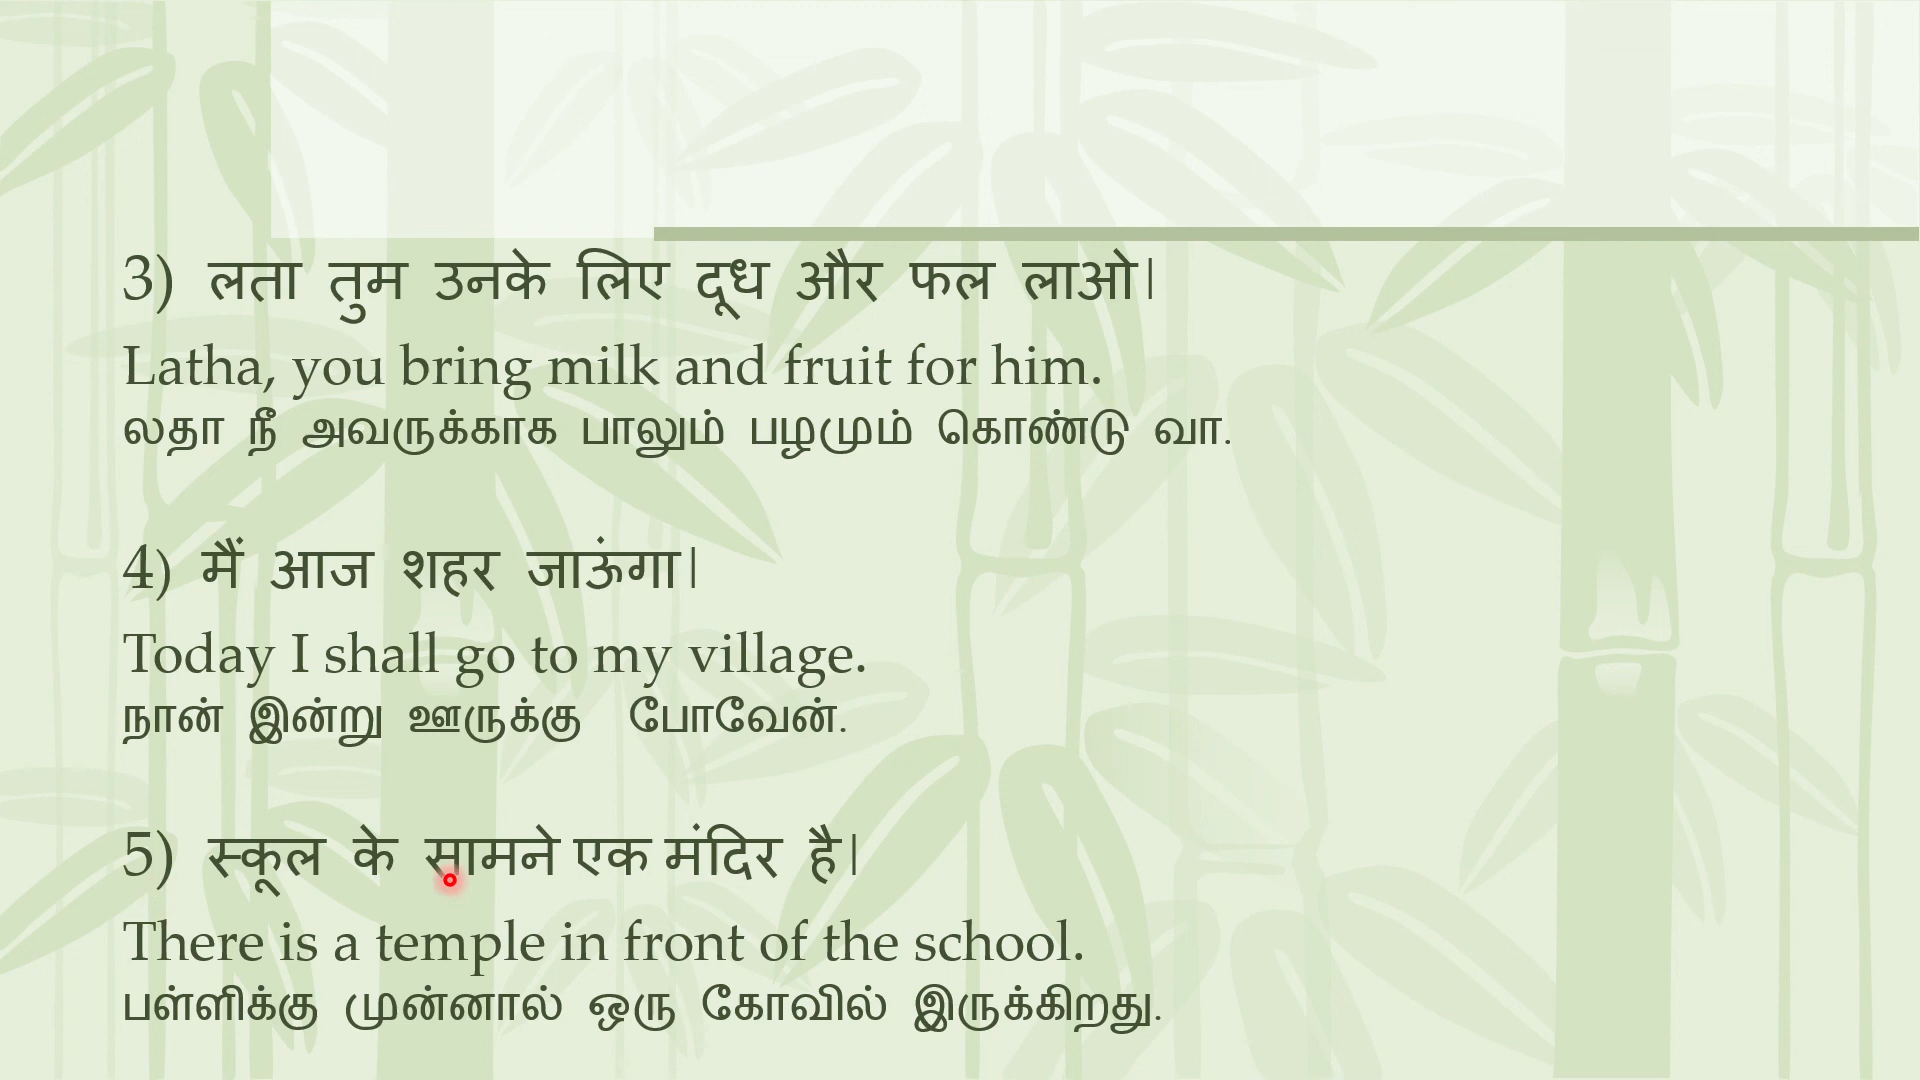 3) लता तुम उनके लिए दूध और फल लाओ|
Latha, you bring milk and fruit for him.
லதா நீ அவருக்காக பாலும் பழமும் கொண்டு வா.
4) मैं आज शहर जाऊंगा|
Today I shall go to my village.
நான் இன்று ஊருக்கு போவேன்.
5) स्कूल के सामने एक मंदिर है|
There is a temple in front of the school.
பள்ளிக்கு முன்னால் ஒரு கோவில் இருக்கிறது.